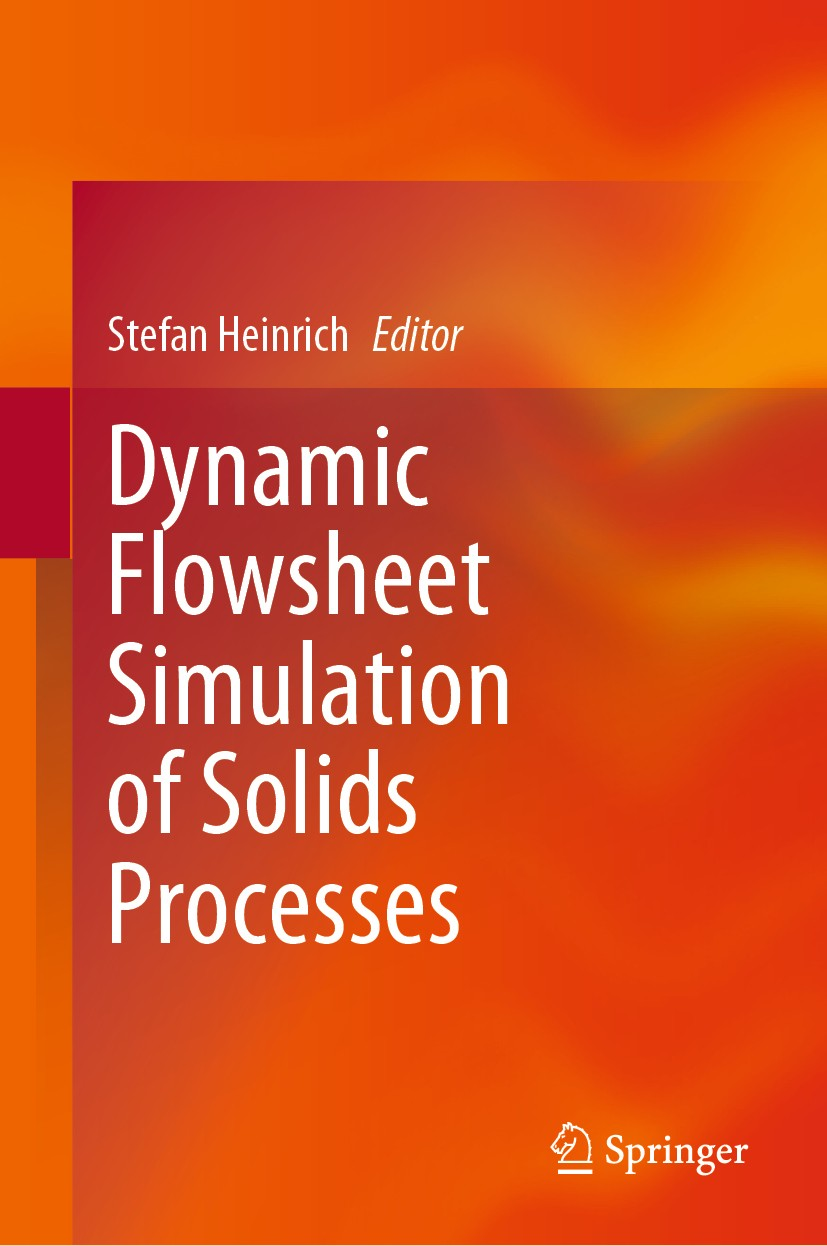 Stefan Heinrich Editor
Dynamic
Flowsheet
Simulation
of Solids
Processes
Springer